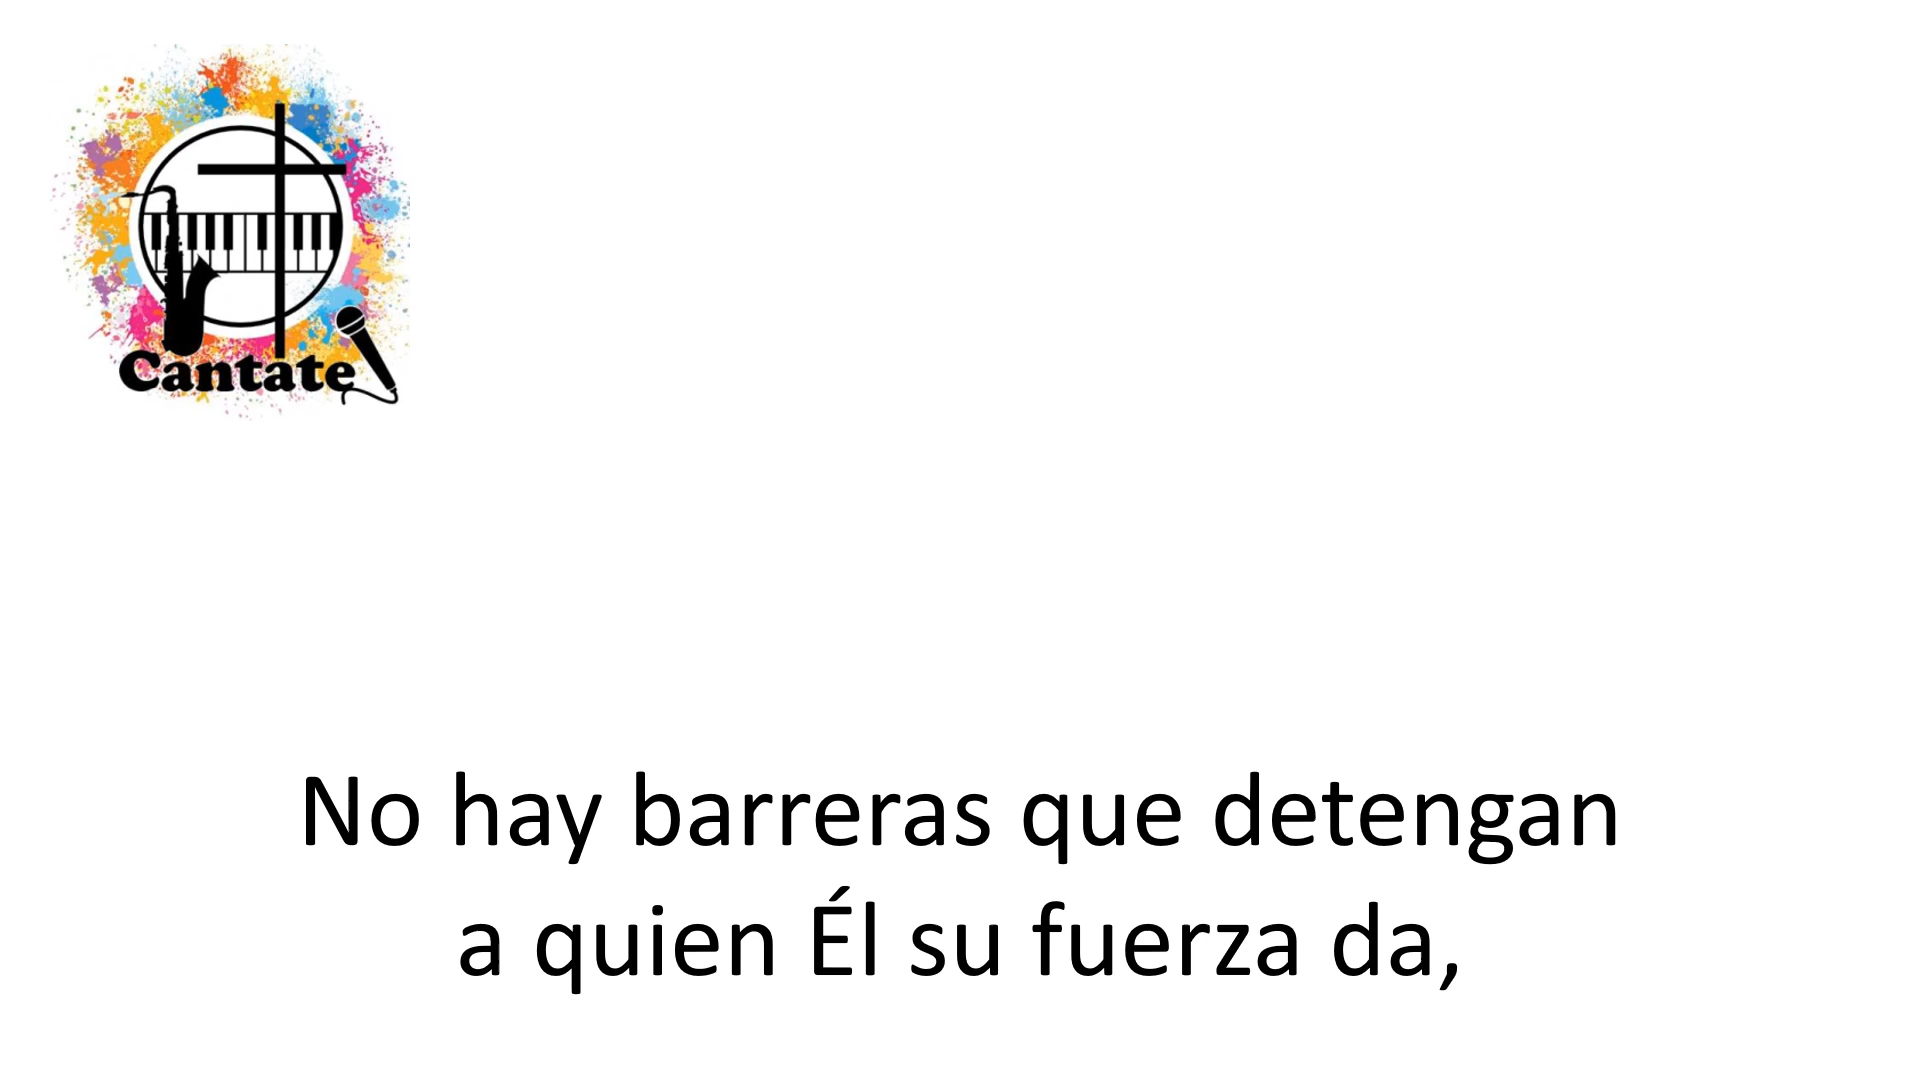 Cantate
No hay barreras que detengan
a quien Él su fuerza da,